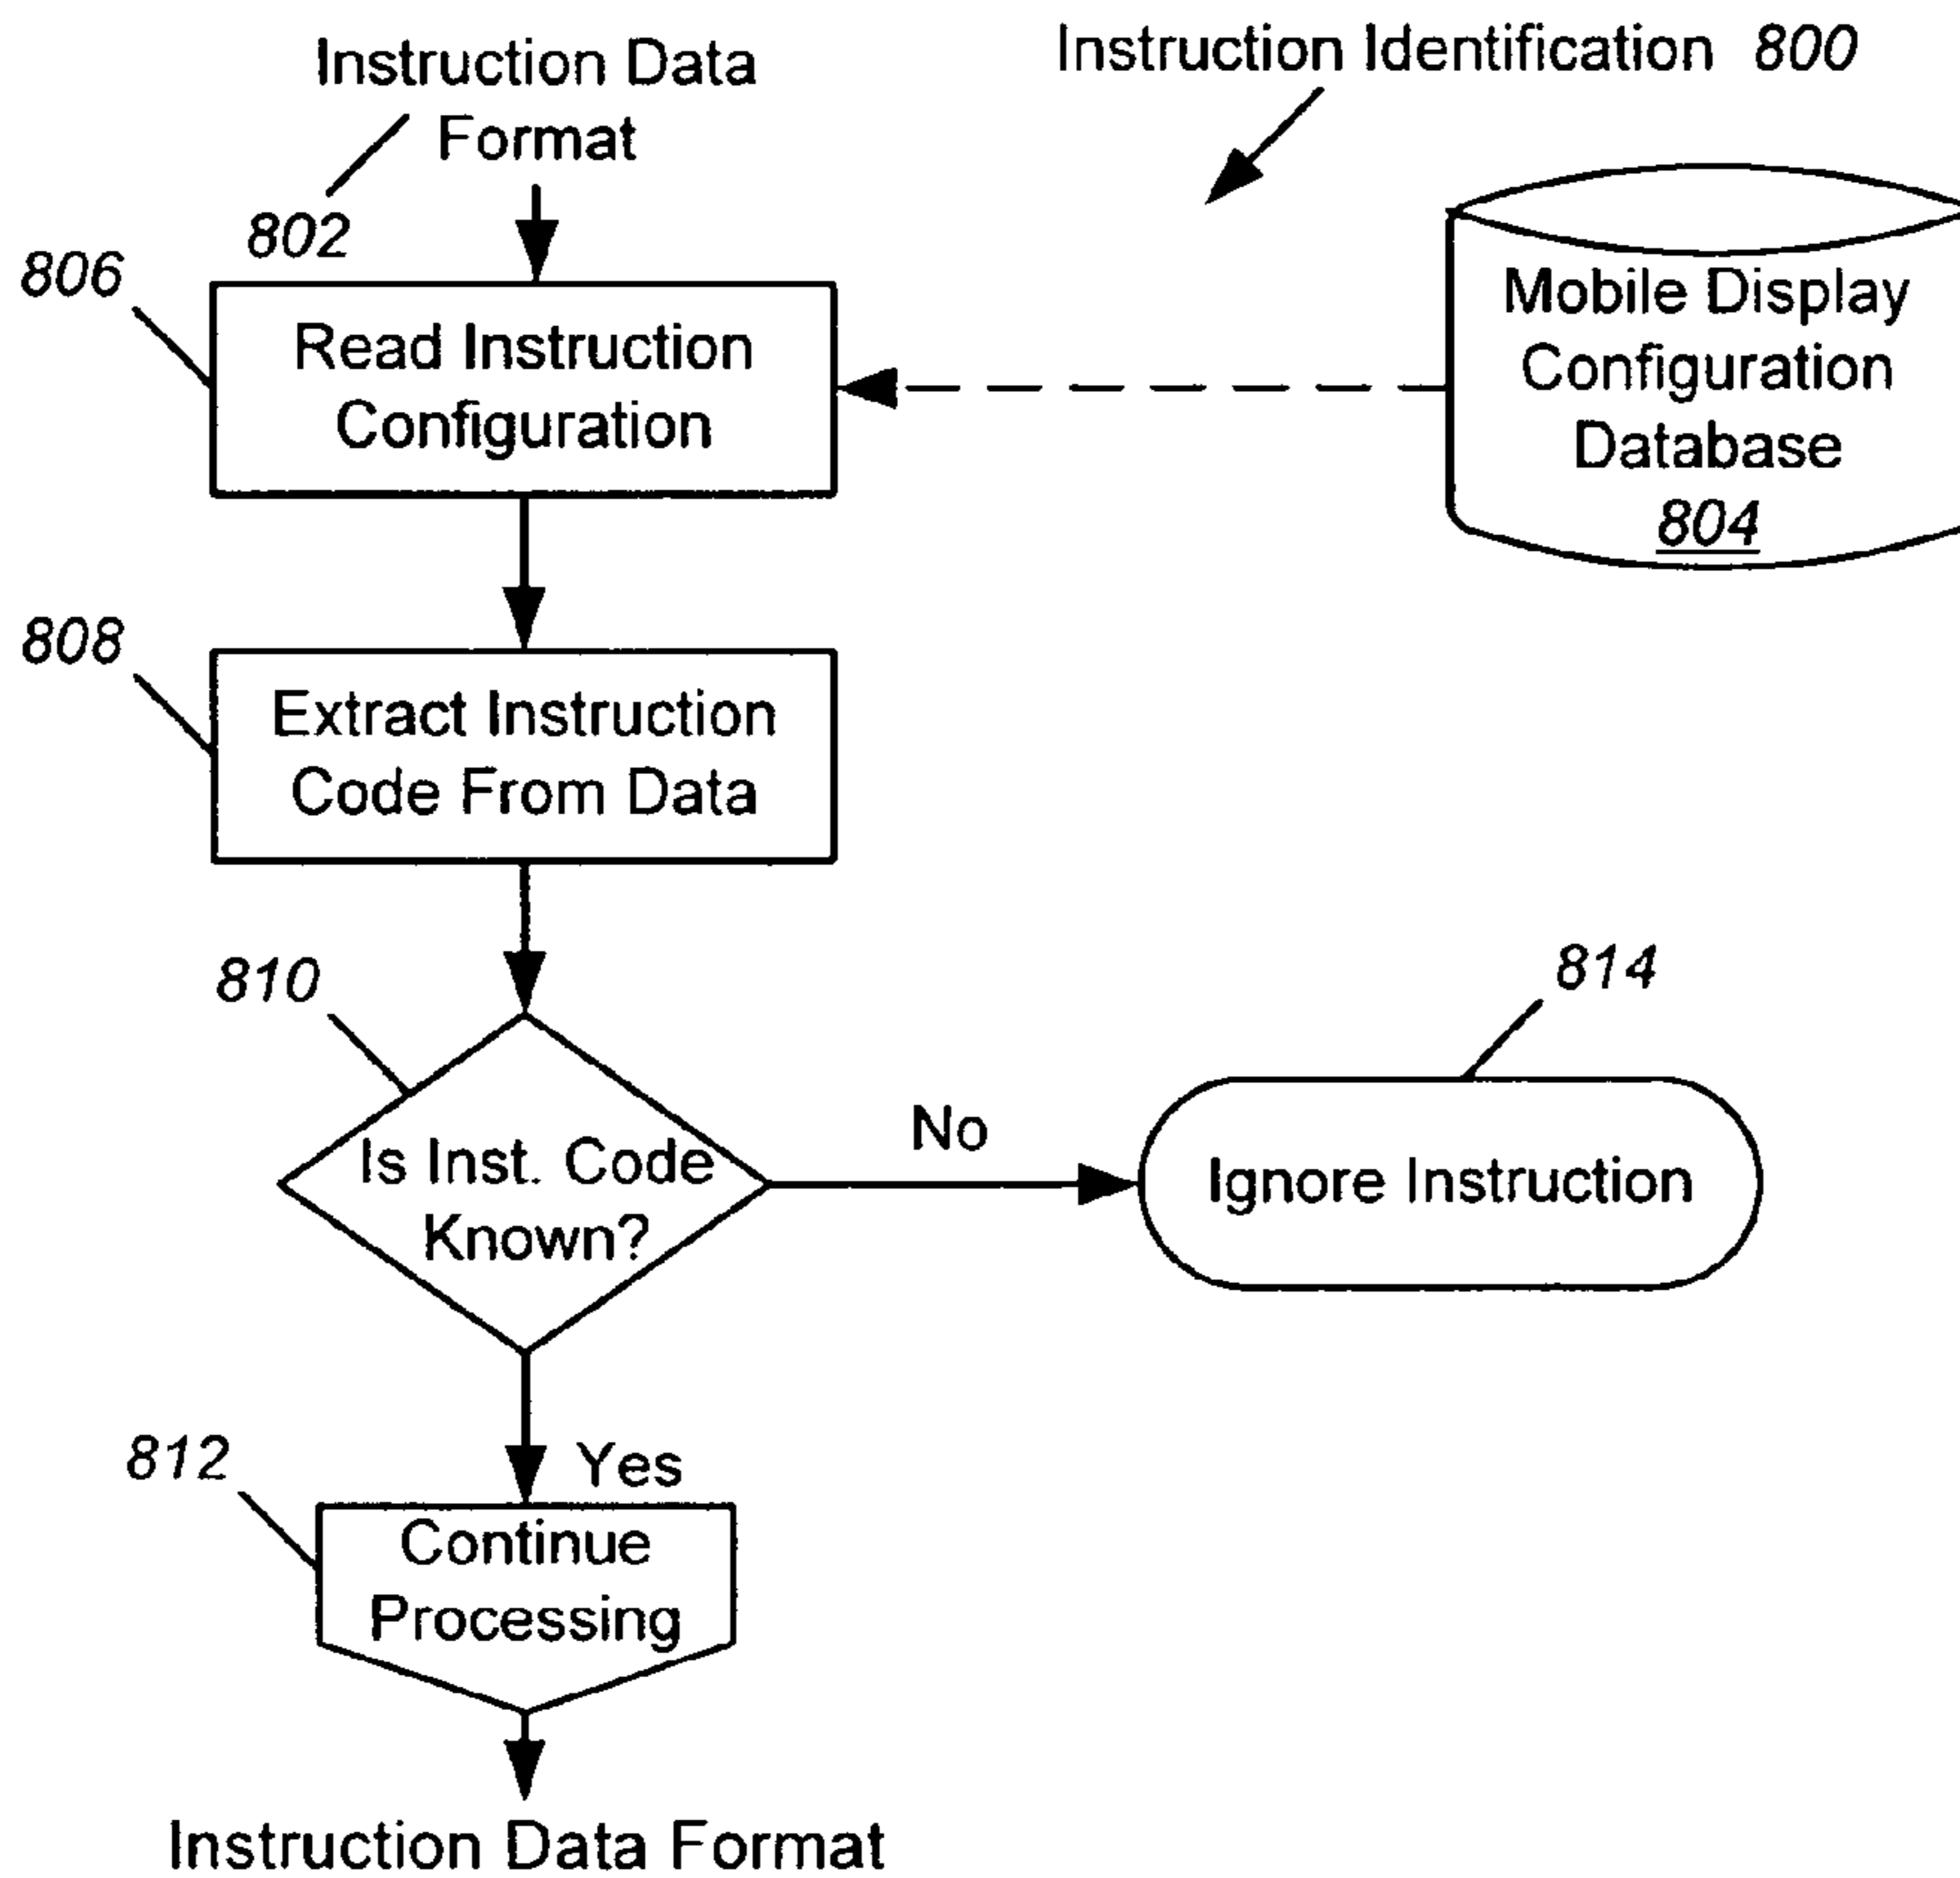 Instruction Data
Format
802
Instruction Identification 800
806
Read Instruction
Configuration
Mobile Display
Configuration
Database
804
808
Extract Instruction
Code From Data
810
Is Inst. Code
Known?
No
814
Ignore Instruction
Yes
812
Continue
Processing
Instruction Data Format